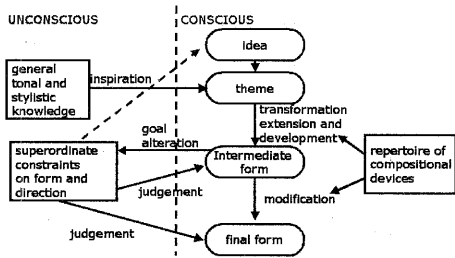 UNCONSCIOUS
CONSCIOUS
idea
general
tonal and
stylistic
knowledge
inspiration
theme
transformation
extension and
development
goal
alteration
superordinate
constraints
on form and
direction
Intermediate
form
repertoire of
compositional
devices
judgement
modification
judgement
final form